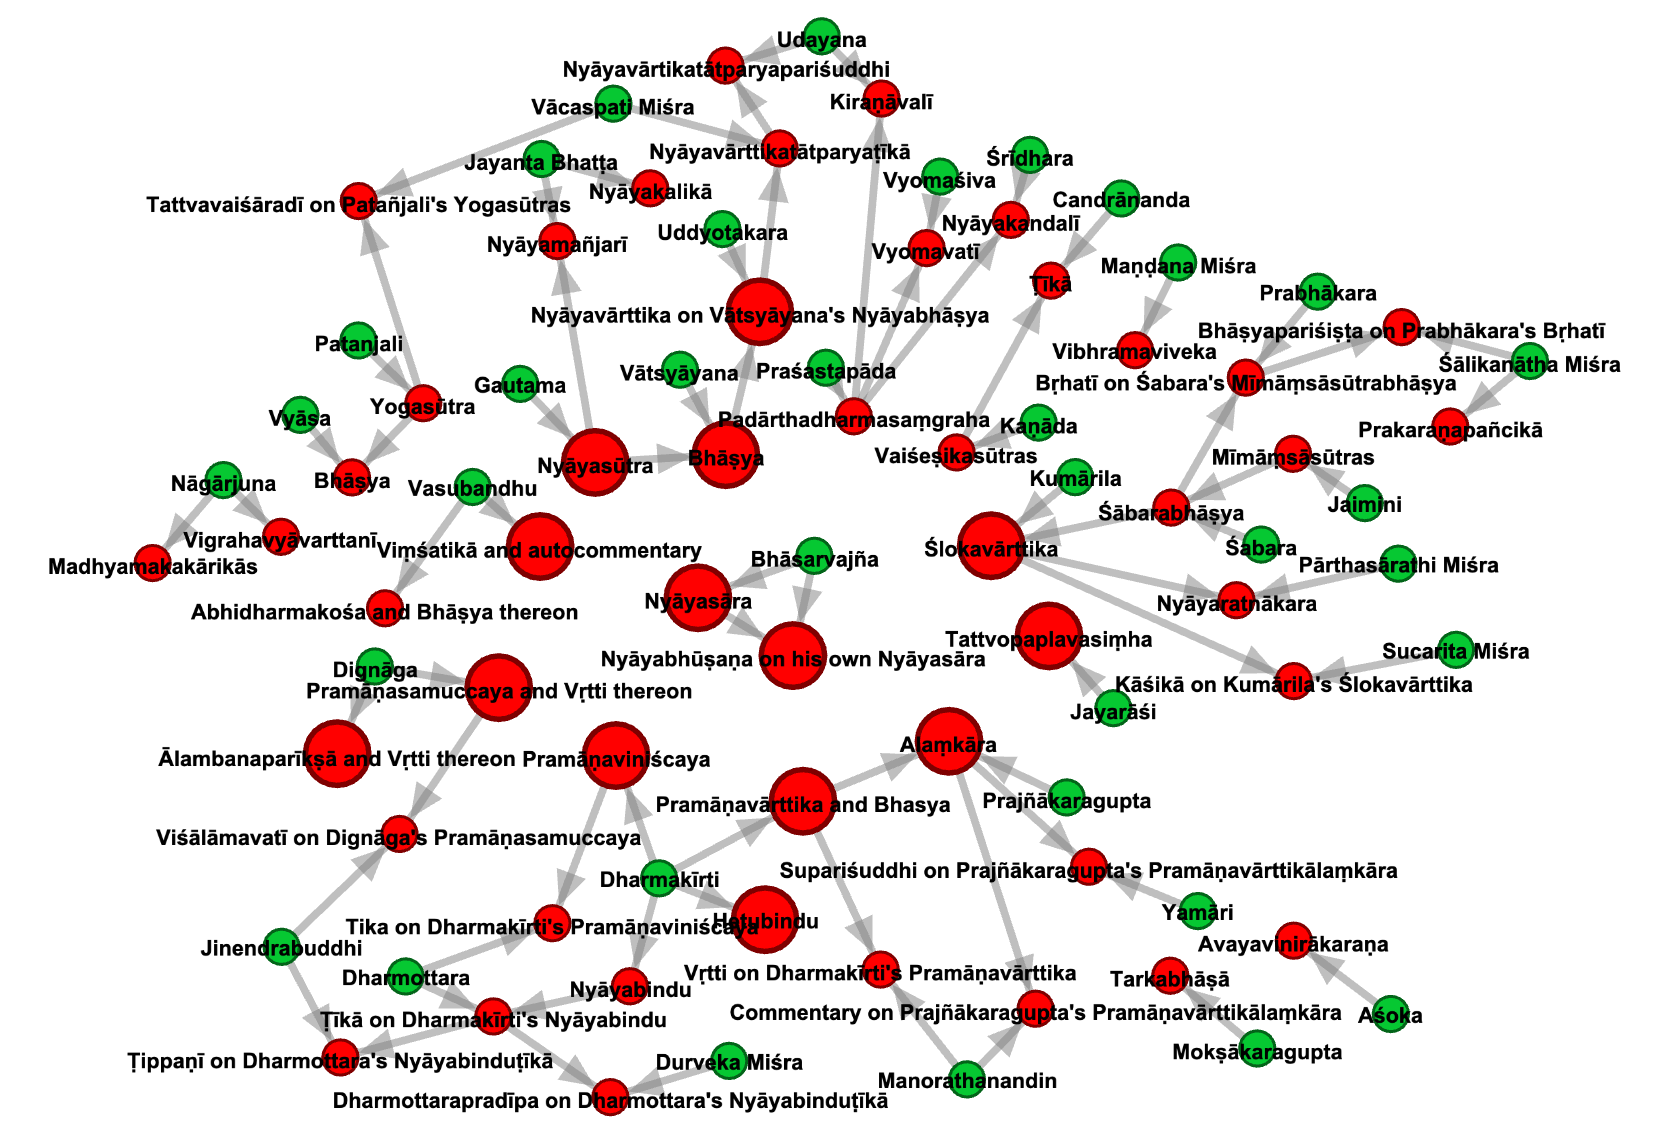 Udayana
Nyāyavārtikatātparyapariśuddhi
Kiraṇāvalī
Vācaspati Miśra
Nyāyavārttikatātparyaṭīkā
Jayanta Bhaṭṭa
Śrīdhara
Vyomaśiva
Nyāyakalikā
Candrānanda
Tattvavaiśāradī on Patañjali's Yogasūtras
Nyāyakandalī
Uddyotakara
Nyāyamañjarī
Vyomavatī
Maṇḍana Miśra
Ṭīkā
Prabhākara
Nyāyavārttika on Vātsyāyana's Nyāyabhāṣya
Bhāṣyapariśiṣṭa on Prabhākara's Bṛhatī
Patanjali
Vibhramaviveka
Śālikanātha Miśra
Vātsyāyana
Praśastapāda
Gautama
Bṛhatī on Śabara's Mīmāṃsāsūtrabhāṣya
Yogasūtra
Vyāsa
Padārthadharmasaṃgraha
Kaṇāda
Prakaraṇapañcikā
Nyāyasūtra
Bhāṣya
Vaiśeṣikasūtras
Mīmāṃsāsūtras
Bhāṣya
Nāgārjuna
Vasubandhu
Kumārila
Jaimini
Śābarabhāṣya
Vigrahavyāvarttanī
Viṃśatikā and autocommentary
Ślokavārttika
Śabara
Madhyamakakārikās
Bhāsarvajña
Pārthasārathi Miśra
Abhidharmakośa and Bhāṣya thereon
Nyāyasāra
Nyāyaratnākara
Tattvopaplavasiṃha
Nyāyabhūṣaṇa on his own Nyāyasāra
Sucarita Miśra
Dignāga
Pramāṇasamuccaya and Vṛtti thereon
Kāśikā on Kumārila's Ślokavārttika
Jayarāśi
Ālambanaparīkṣā and Vṛtti thereon
Pramāṇaviniścaya
Alaṃkāra
Pramāṇavārttika and Bhasya
Prajñākaragupta
Viśālāmavatī on Dignāga's Pramāṇasamuccaya
Supariśuddhi on Prajñākaragupta's Pramāṇavārttikālaṃkāra
Dharmakīrti
Yamāri
Tika on Dharmakīrti's Pramāṇaviniścaya
Hetubindu
Jinendrabuddhi
Avayavinirākaraṇa
Dharmottara
Nyāyabindu
Vṛtti on Dharmakīrti's Pramāṇavārttika
Tarkabhāṣā
Ṭīkā on Dharmakīrti's Nyāyabindu
Commentary on Prajñākaragupta's Pramāṇavārttikālaṃkāra
Aśoka
Ṭippaṇī on Dharmottara's Nyāyabinduṭīkā
Durveka Miśra
Mokṣākaragupta
Manorathanandin
Dharmottarapradīpa on Dharmottara's Nyāyabinduṭīkā